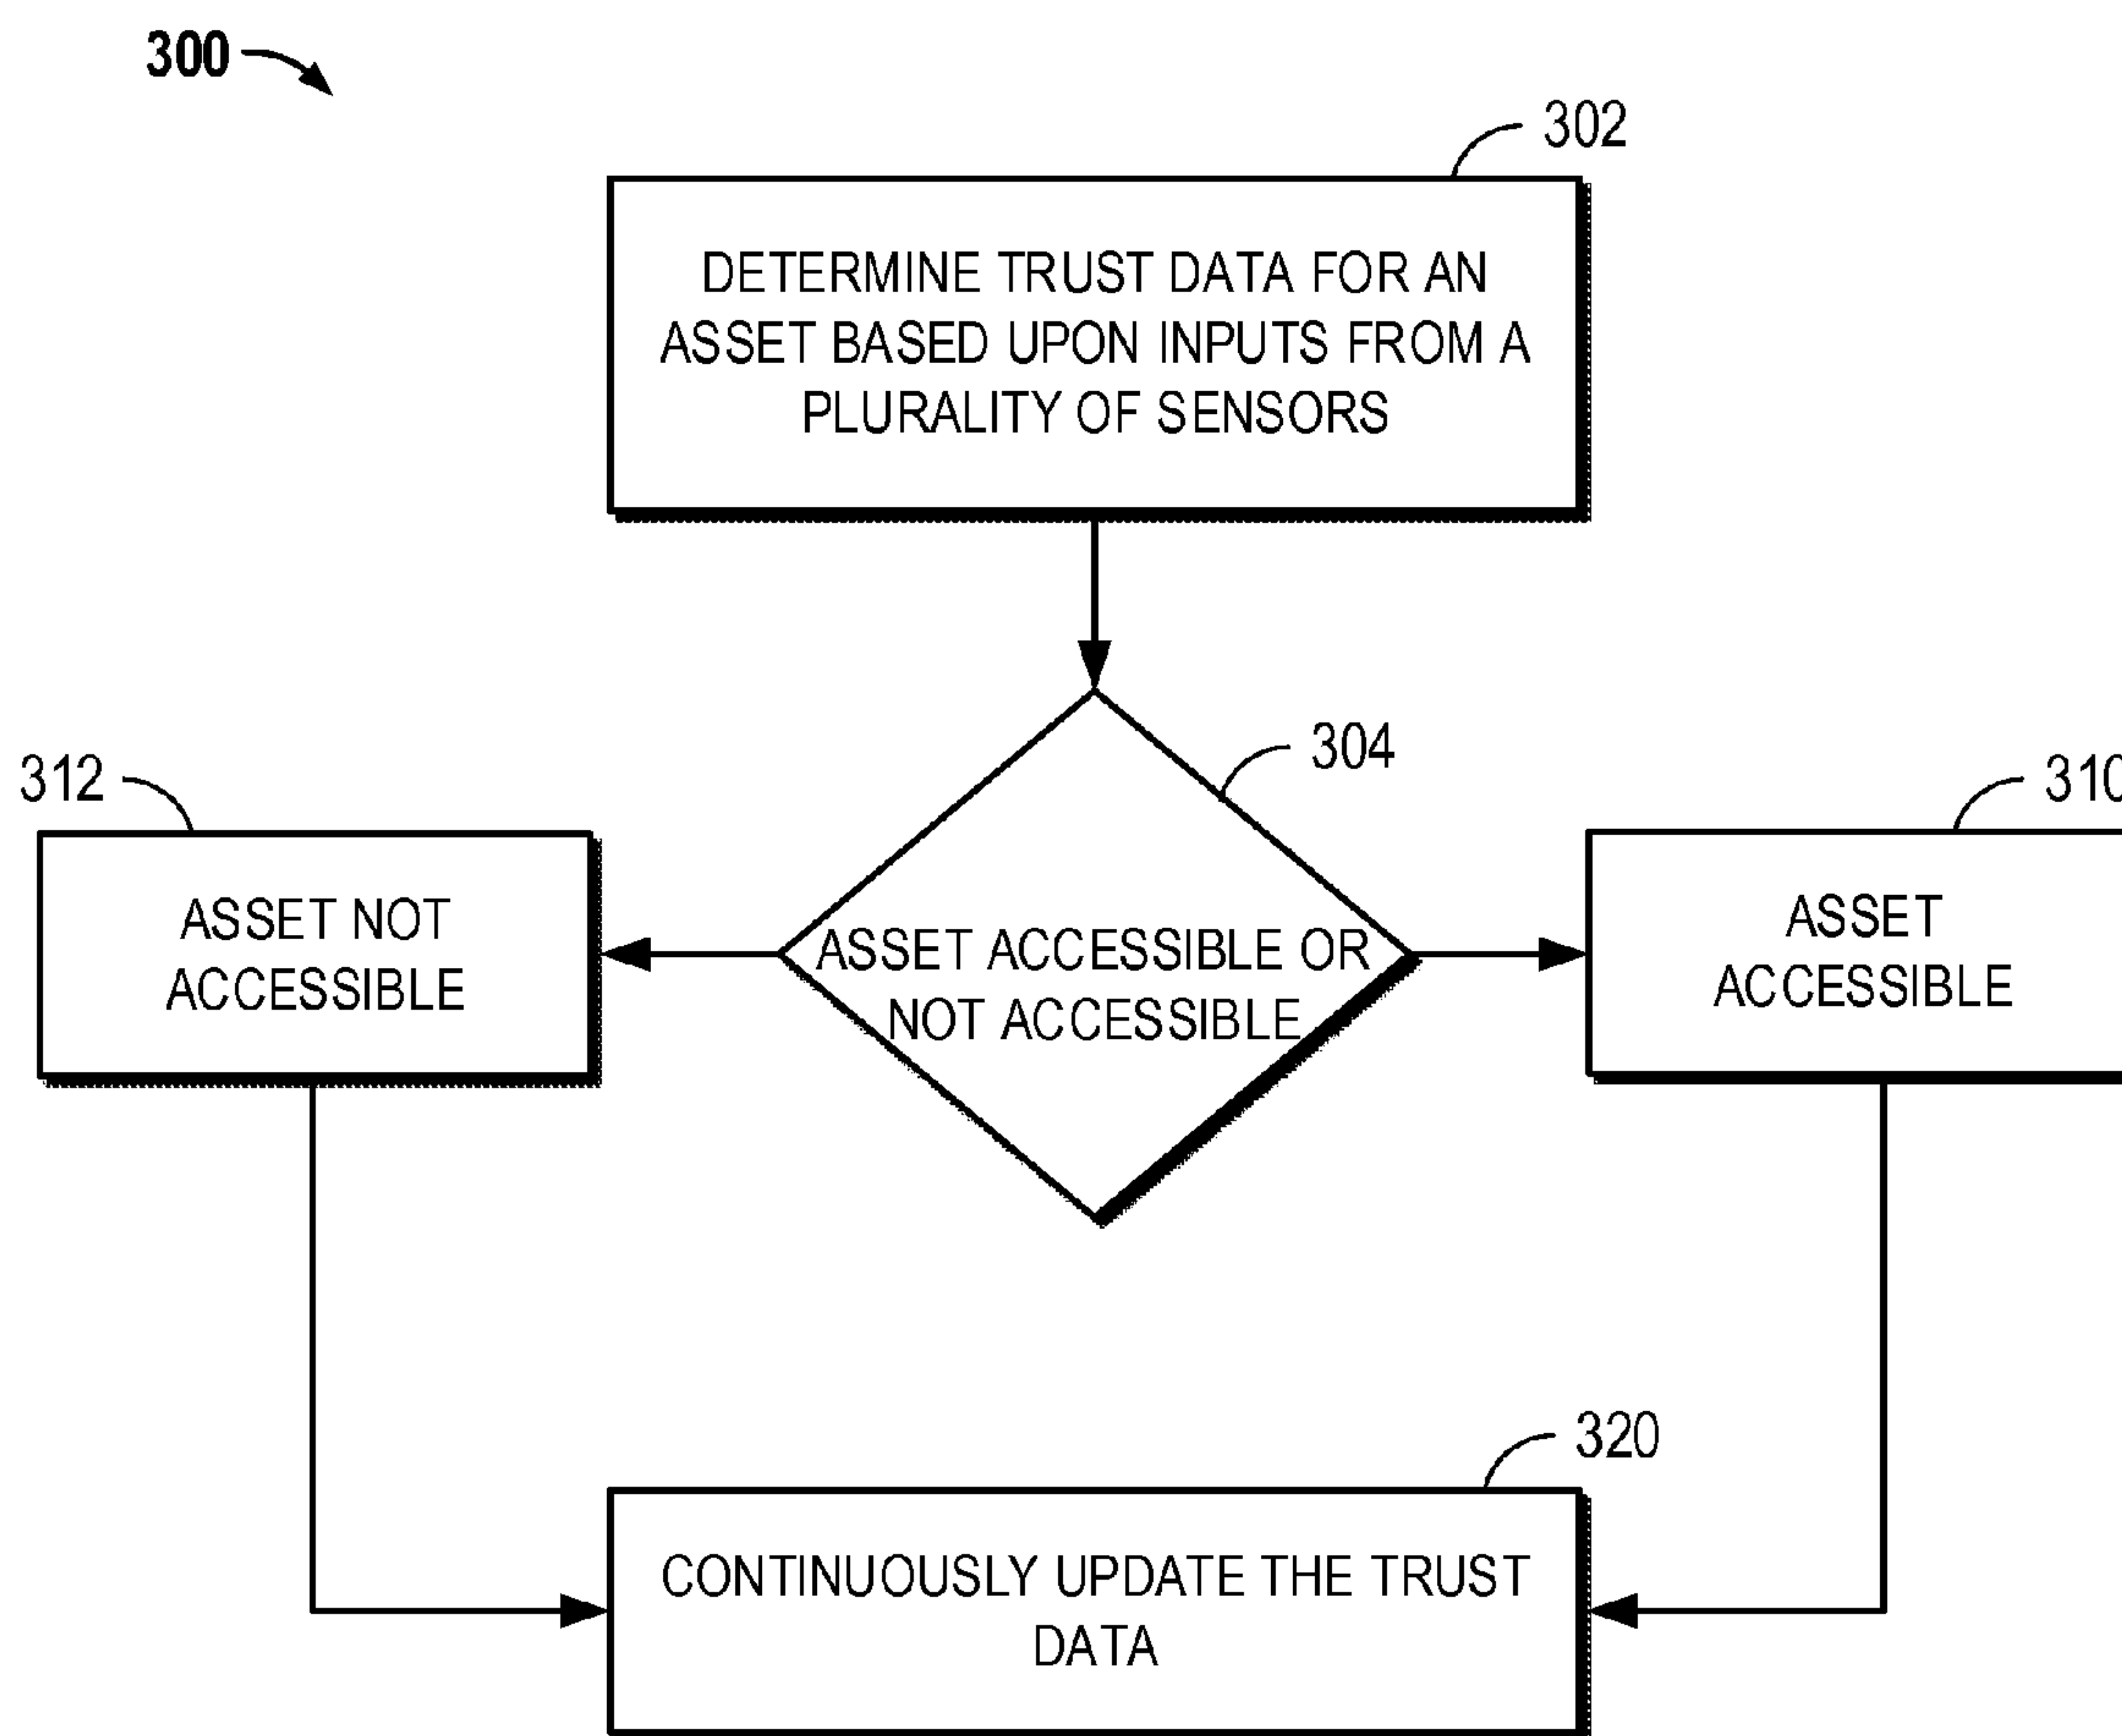 300
302
DETERMINE TRUST DATA FOR AN
ASSET BASED UPON INPUTS FROM A
PLURALITY OF SENSORS
304
312
310
ASSET NOT
ACCESSIBLE
ASSET ACCESSIBLE OR
NOT ACCESSIBLE
ASSET
ACCESSIBLE
320
CONTINUOUSLY UPDATE THE TRUST
DATA